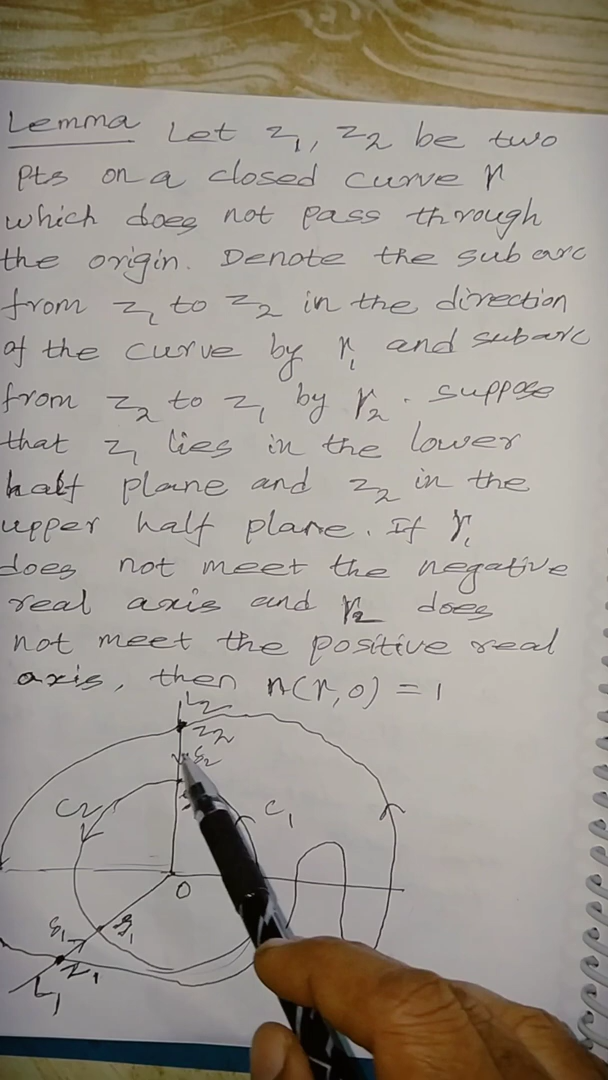 Lemma Let z₁, z₂ be two
pts on a closed curve γ
which does not pass through
the origin. Denote the subarc
from z₁ to z₂ in the direction
of the curve by γ₁ and subarc
from z₂ to z₁ by γ₂. suppose
that z₁ lies in the lower
half plane and z₂ in the
upper half plane. If γ₁
does not meet the negative
real axis and γ₂ does
not meet the positive real
axis, then n(γ,0) = 1
L₂
z₂
δ₂
C₂
C₁
O
δ₁
ξ₁
z₁
L₁